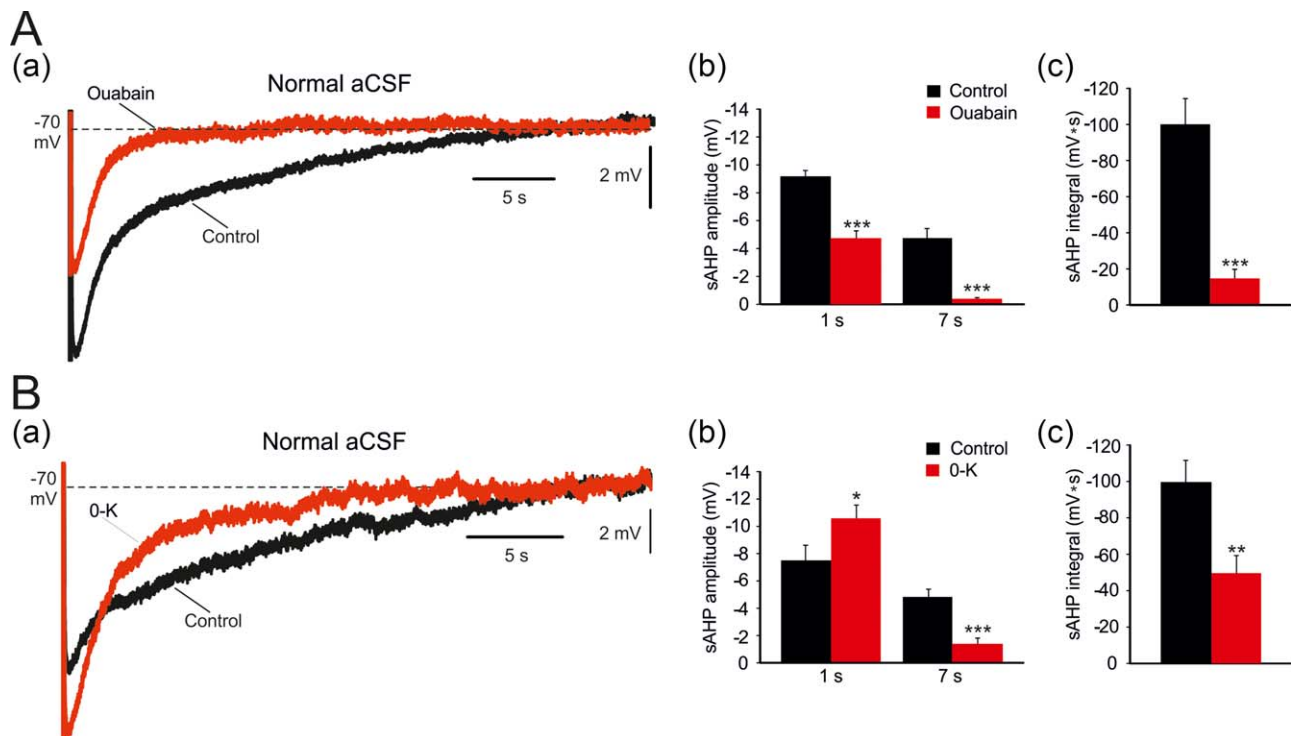 A
(a)
Normal aCSF
Ouabain
-70
mV
Control
5 s
2 mV
(b)
Control
Ouabain
sAHP amplitude (mV)
-14
-12
-10
-8
-6
-4
-2
0
***
***
1 s
7 s
(c)
sAHP integral (mV*s)
-120
-100
-80
-60
-40
-20
0
***
B
(a)
Normal aCSF
-70
mV
0-K
Control
5 s
2 mV
(b)
Control
0-K
sAHP amplitude (mV)
-14
-12
-10
-8
-6
-4
-2
0
*
***
1 s
7 s
(c)
sAHP integral (mV*s)
-120
-100
-80
-60
-40
-20
0
**